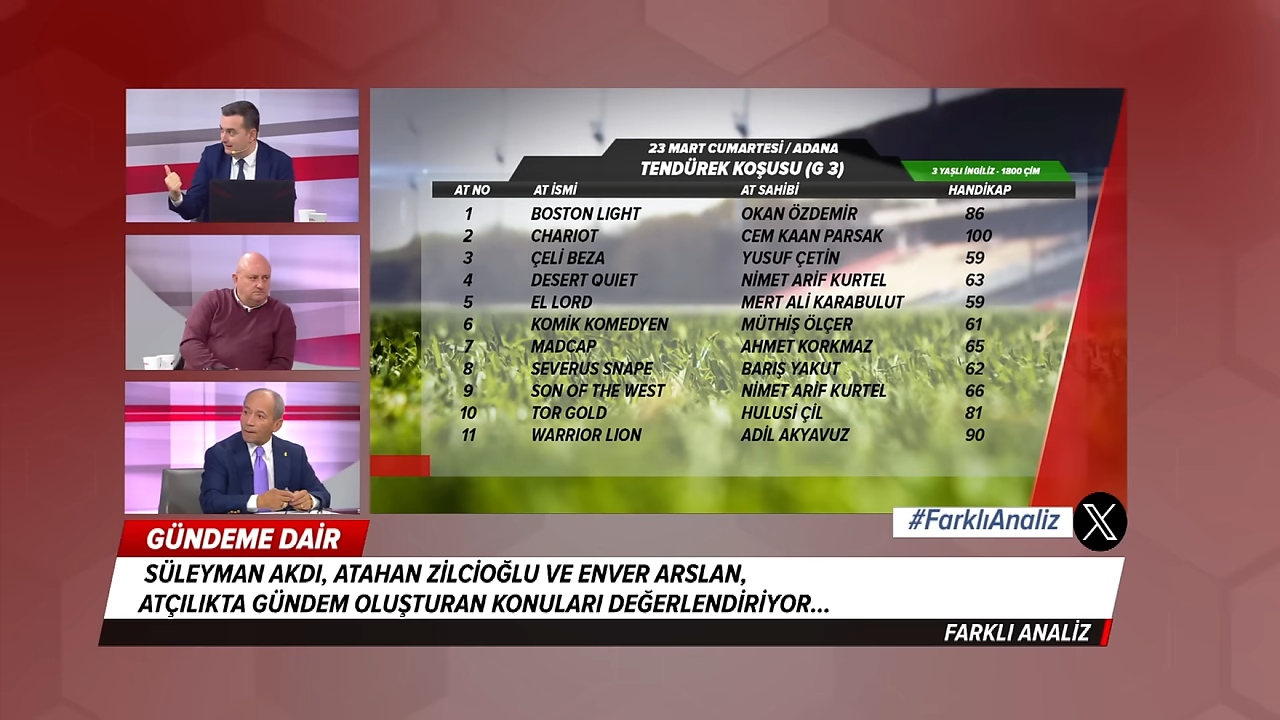 23 MART CUMARTESİ / ADANA
TENDÜREK KOŞUSU (G 3)
3 YAŞLI İNGİLİZ - 1800 ÇİM
AT NO AT İSMİ AT SAHİBİ HANDİKAP
1 BOSTON LIGHT OKAN ÖZDEMİR 86
2 CHARIOT CEM KAAN PARSAK 100
3 ÇELİ BEZA YUSUF ÇETİN 59
4 DESERT QUIET NİMET ARİF KURTEL 63
5 EL LORD MERT ALİ KARABULUT 59
6 KOMİK KOMEDYEN MÜTHİŞ ÖLÇER 61
7 MADCAP AHMET KORKMAZ 65
8 SEVERUS SNAPE BARIŞ YAKUT 62
9 SON OF THE WEST NİMET ARİF KURTEL 66
10 TOR GOLD HULUSİ ÇİL 81
11 WARRIOR LION ADİL AKYAVUZ 90
#FarklıAnaliz X
GÜNDEME DAİR
SÜLEYMAN AKDI, ATAHAN ZİLCİOĞLU VE ENVER ARSLAN,
ATÇILIKTA GÜNDEM OLUŞTURAN KONULARI DEĞERLENDİRİYOR...
FARKLI ANALİZ